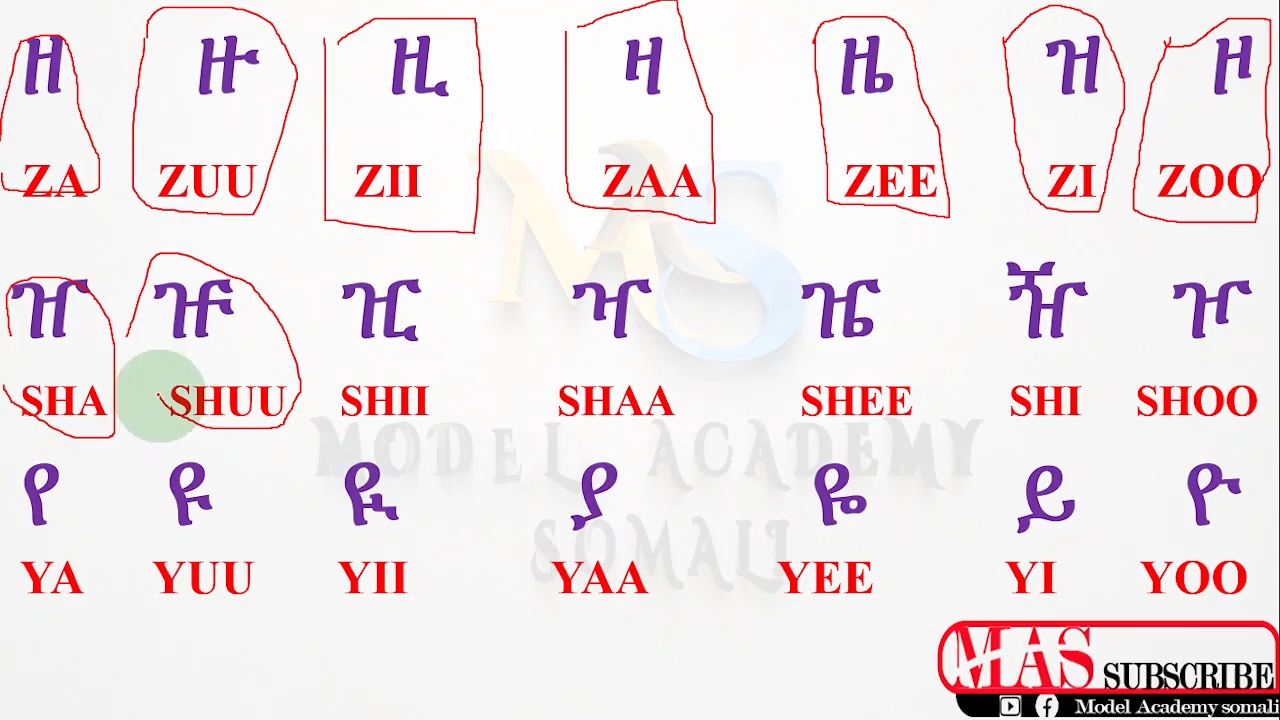 ዘ ዙ ዚ ዛ ዜ ዝ ዞ
ZA ZUU ZII ZAA ZEE ZI ZOO
ዠ ዡ ዢ ዣ ዤ ዥ ዦ
SHA SHUU SHII SHAA SHEE SHI SHOO
MODEL ACADEMY
የ ዩ ዪ ያ ዬ ይ ዮ
SOMALI
YA YUU YII YAA YEE YI YOO
MAS SUBSCRIBE
Model Academy somali